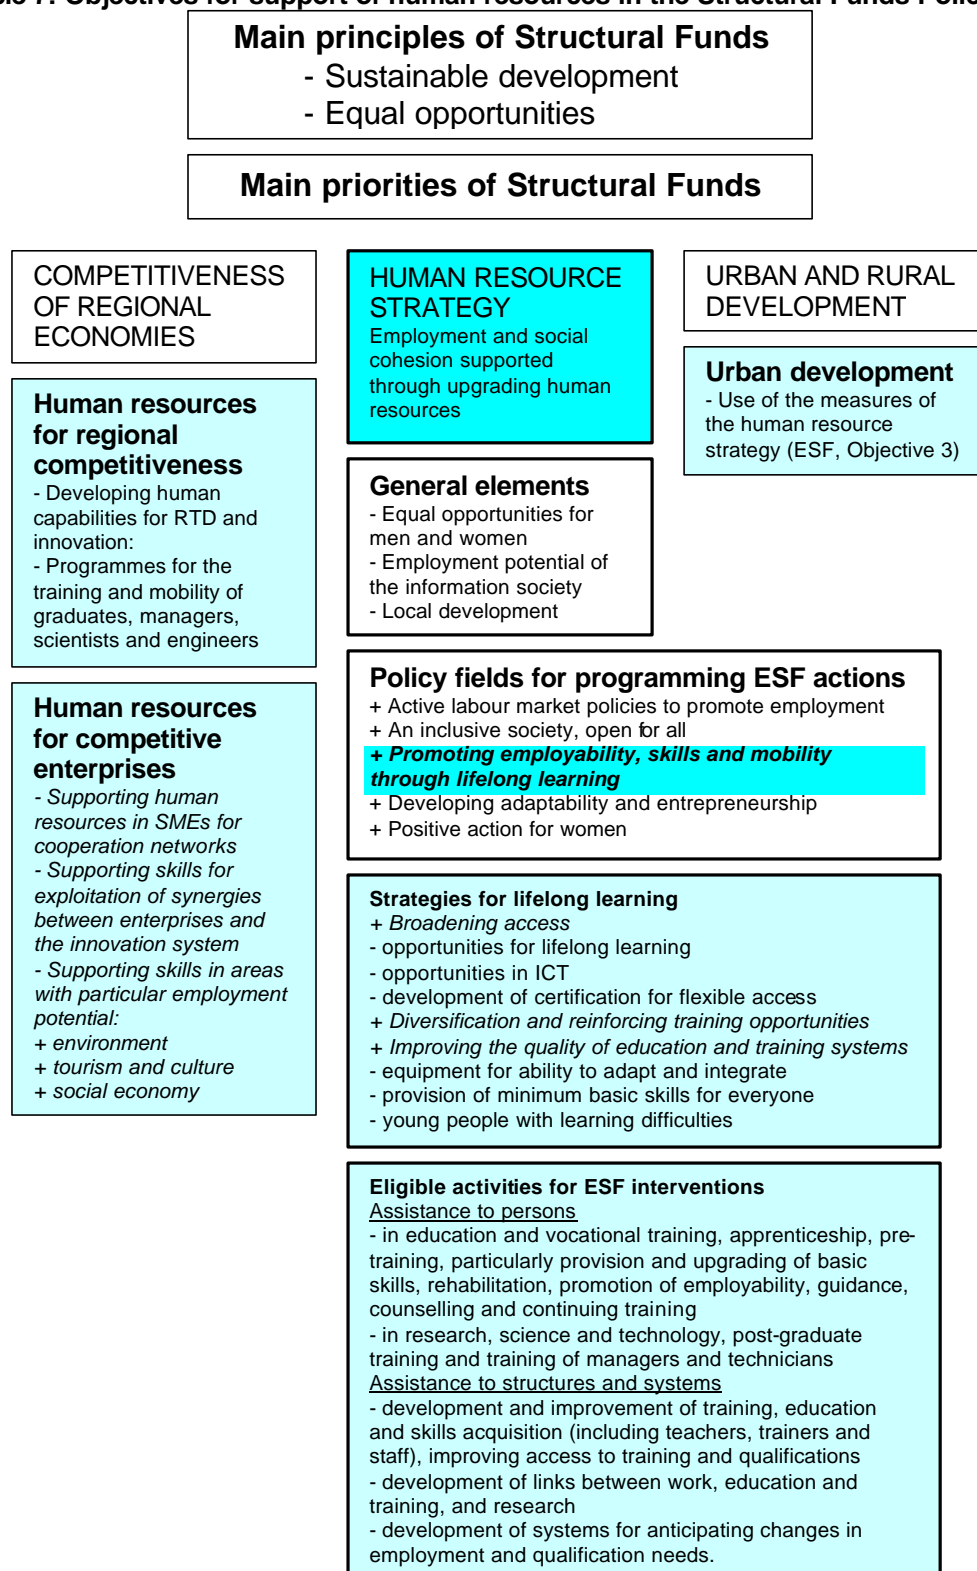 7: Objectives for support of human resources in the Structural Funds
Main principles of Structural Funds
- Sustainable development
- Equal opportunities
Main priorities of Structural Funds
COMPETITIVENESS
OF REGIONAL
ECONOMIES
Human resources
for regional
competitiveness
- Developing human
capabilities for RTD and
innovation:
- Programmes for the
training and mobility of
graduates, managers,
scientists and engineers
Human resources
for competitive
enterprises
- Supporting human
resources in SMEs for
cooperation networks
- Supporting skills for
exploitation of synergies
between enterprises and
the innovation system
- Supporting skills in areas
with particular employment
potential:
+ environment
+ tourism and culture
+ social economy
HUMAN RESOURCE
STRATEGY
Employment and social
cohesion supported
through upgrading human
resources
General elements
- Equal opportunities for
men and women
- Employment potential of
the information society
- Local development
URBAN AND RURAL
DEVELOPMENT
Urban development
- Use of the measures of
the human resource
strategy (ESF, Objective 3)
Policy fields for programming ESF actions
+ Active labour market policies to promote employment
+ An inclusive society, open for all
+ Promoting employability, skills and mobility
through lifelong learning
+ Developing adaptability and entrepreneurship
+ Positive action for women
Strategies for lifelong learning
+ Broadening access
- opportunities for lifelong learning
- opportunities in ICT
- development of certification for flexible access
+ Diversification and reinforcing training opportunities
+ Improving the quality of education and training systems
- equipment for ability to adapt and integrate
- provision of minimum basic skills for everyone
- young people with learning difficulties
Eligible activities for ESF interventions
Assistance to persons
- in education and vocational training, apprenticeship, pre-
training, particularly provision and upgrading of basic
skills, rehabilitation, promotion of employability, guidance,
counselling and continuing training
- in research, science and technology, post-graduate
training and training of managers and technicians
Assistance to structures and systems
- development and improvement of training, education
and skills acquisition (including teachers, trainers and
staff), improving access to training and qualifications
- development of links between work, education and
training, and research
- development of systems for anticipating changes in
employment and qualification needs.